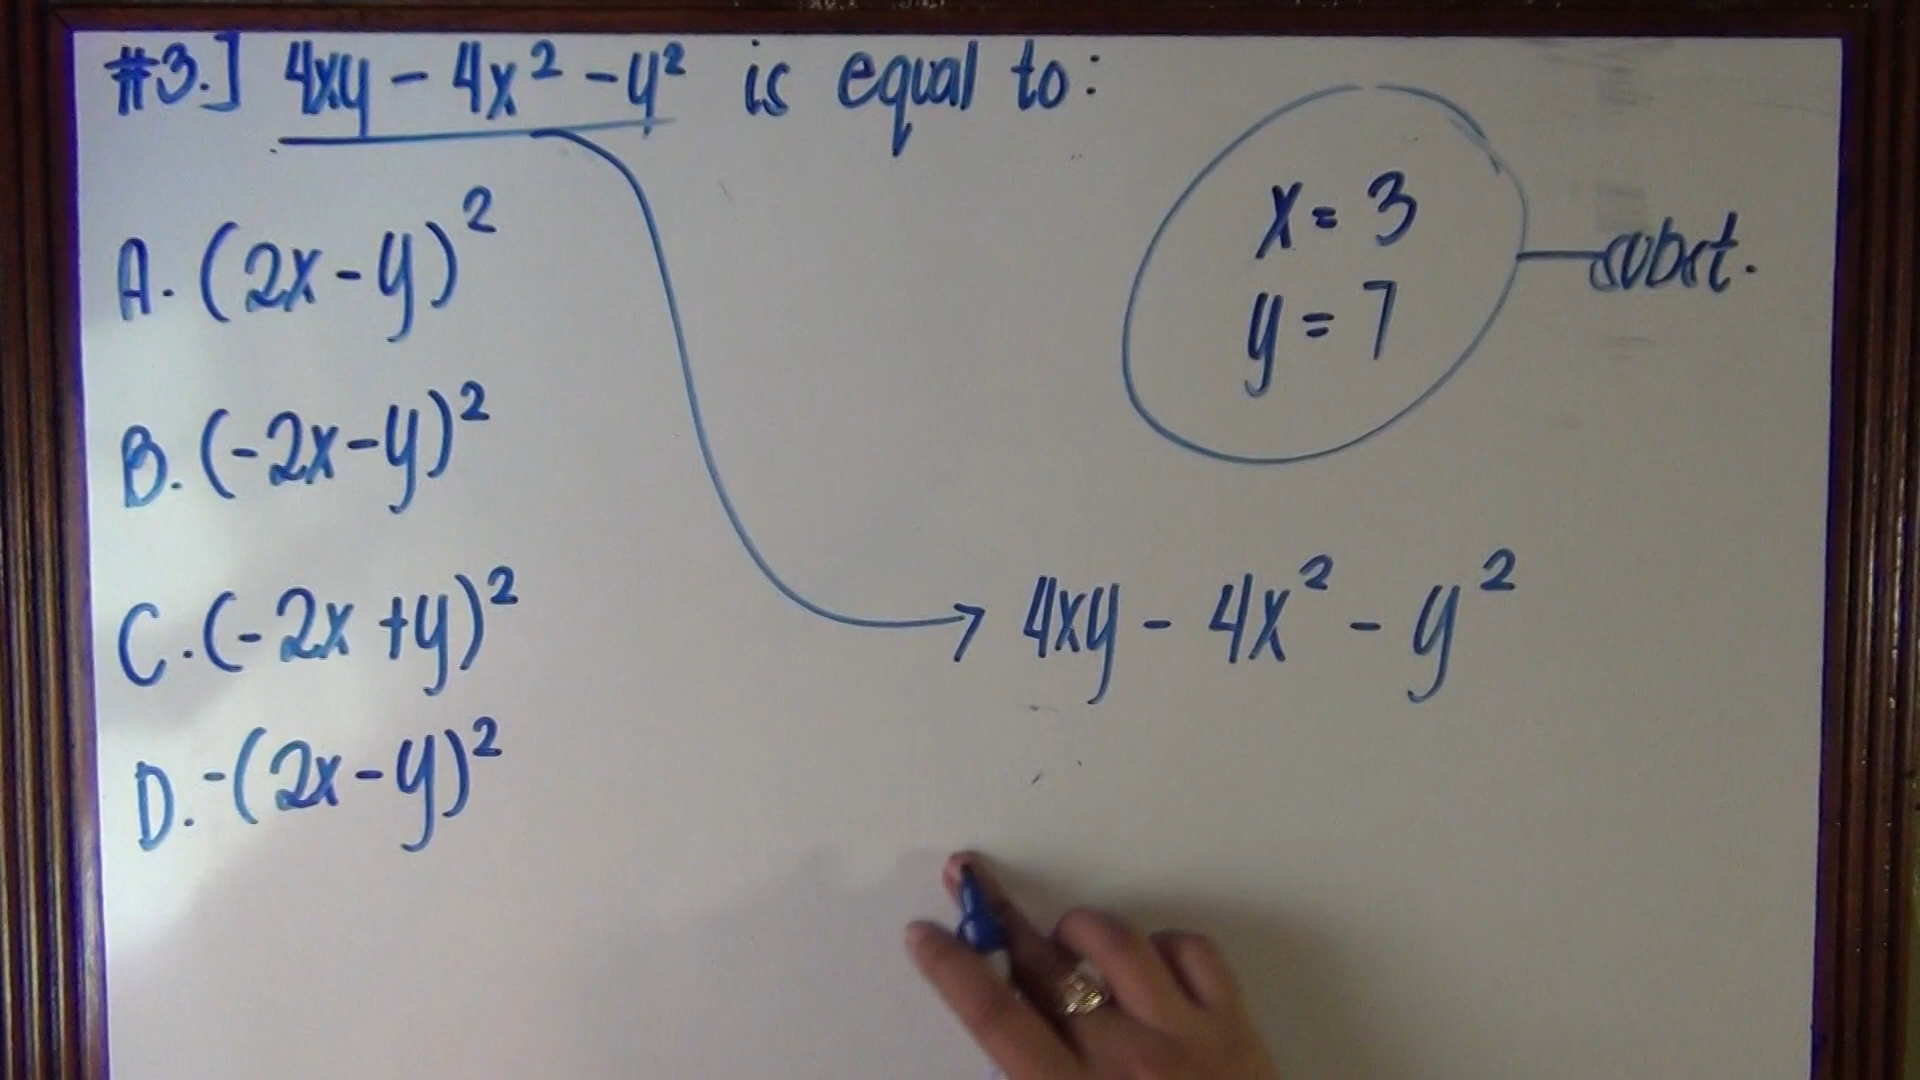 #3.] 4xy - 4x² - y² is equal to:
A. (2x - y)²
B. (-2x - y)²
C. (-2x + y)²
D. -(2x - y)²
x = 3
y = 7
subst.
4xy - 4x² - y²